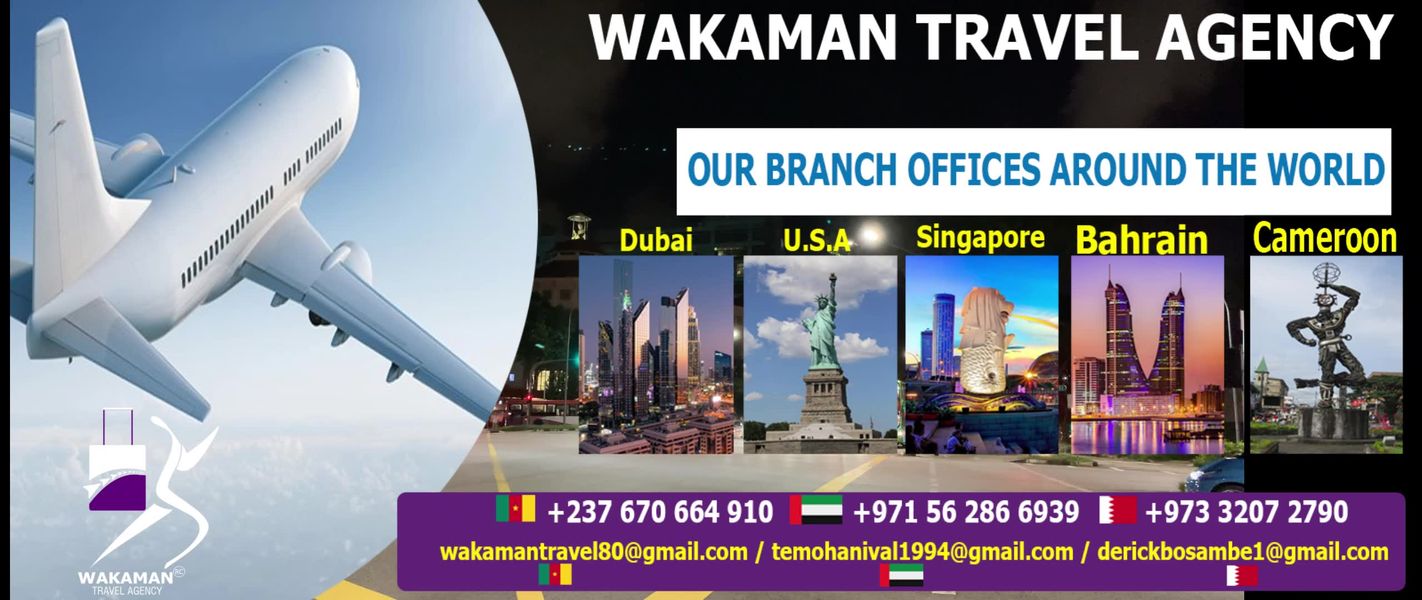 WAKAMAN TRAVEL AGENCY
OUR BRANCH OFFICES AROUND THE WORLD
Dubai U.S.A Singapore Bahrain Cameroon
+237 670 664 910 +971 56 286 6939 +973 3207 2790
wakamantravel80@gmail.com / temohanival1994@gmail.com / derickbosambe1@gmail.com
WAKAMAN RC
TRAVEL AGENCY